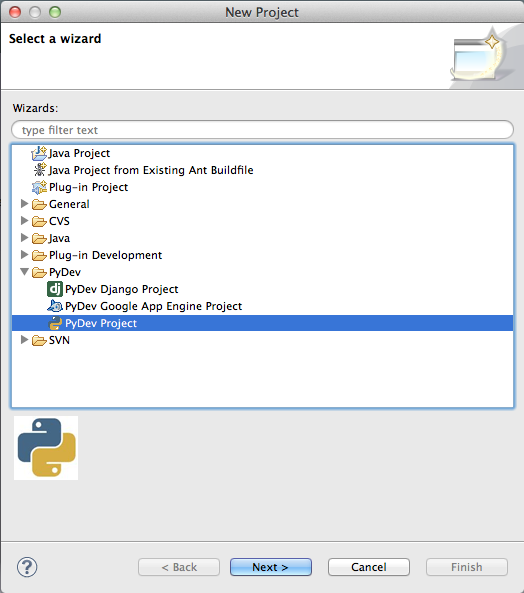 New Project
Select a wizard
Wizards:
type filter text
Java Project
Java Project from Existing Ant Buildfile
Plug-in Project
General
CVS
Java
Plug-in Development
PyDev
dj PyDev Django Project
PyDev Google App Engine Project
PyDev Project
SVN
? < Back Next > Cancel Finish